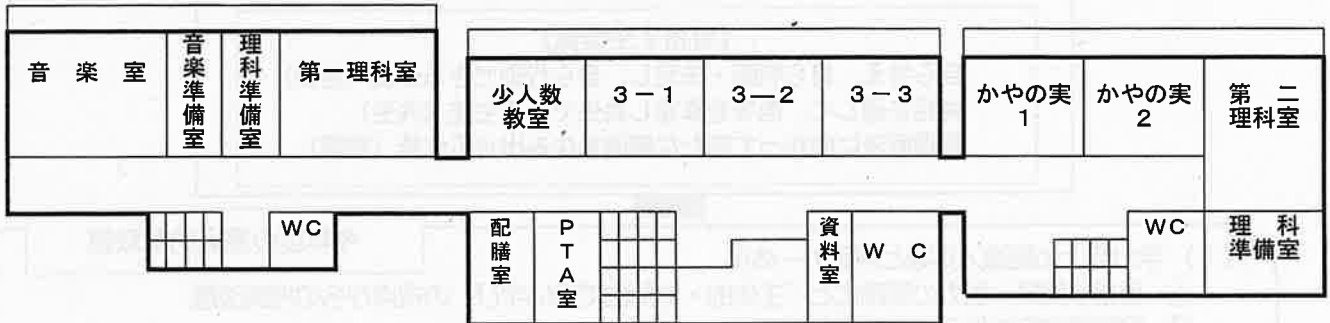 音 楽 室
音楽準備室
理科準備室
第一理科室
少人数
教室
3―1
3―2
3―3
かやの実
1
かやの実
2
第 二
理科室
WC
配膳室
PTA室
資料室
W C
WC
理 科
準備室